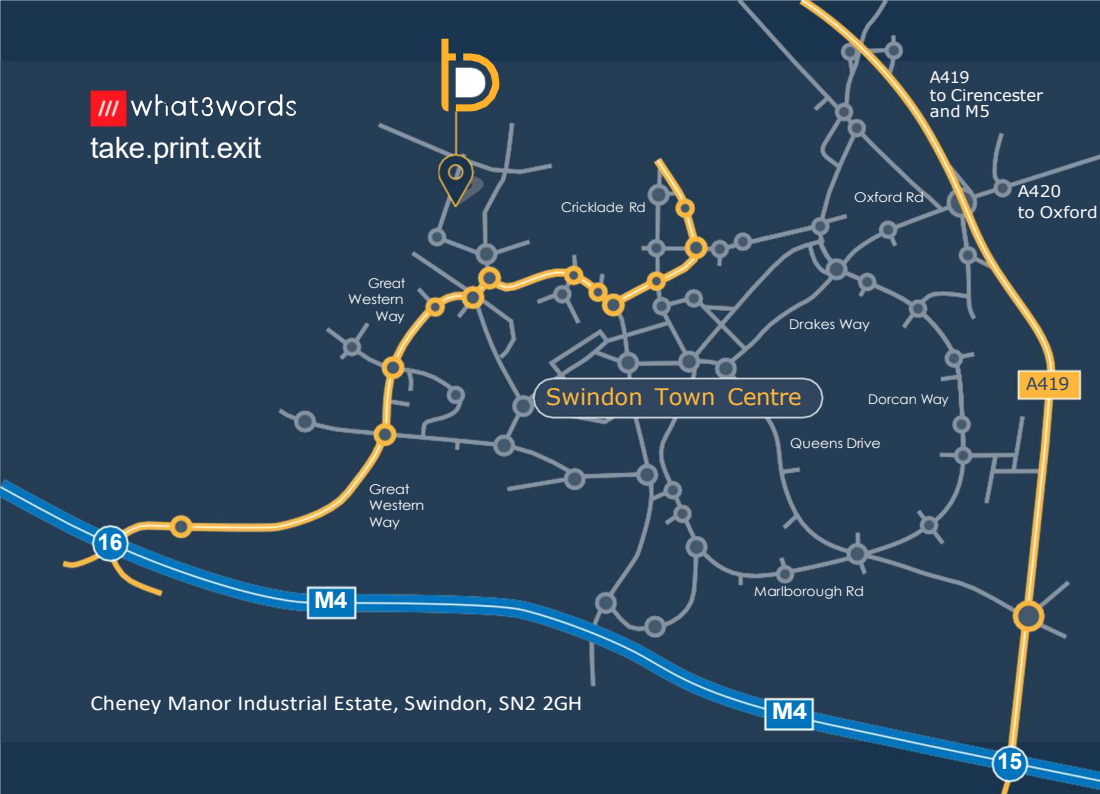 what3words
take.print.exit
A419
to Cirencester
and M5
A420
to Oxford
Oxford Rd
Cricklade Rd
Great
Western
Way
Drakes Way
A419
Swindon Town Centre
Dorcan Way
Queens Drive
Great
Western
Way
16
M4
Marlborough Rd
Cheney Manor Industrial Estate, Swindon, SN2 2GH
M4
15